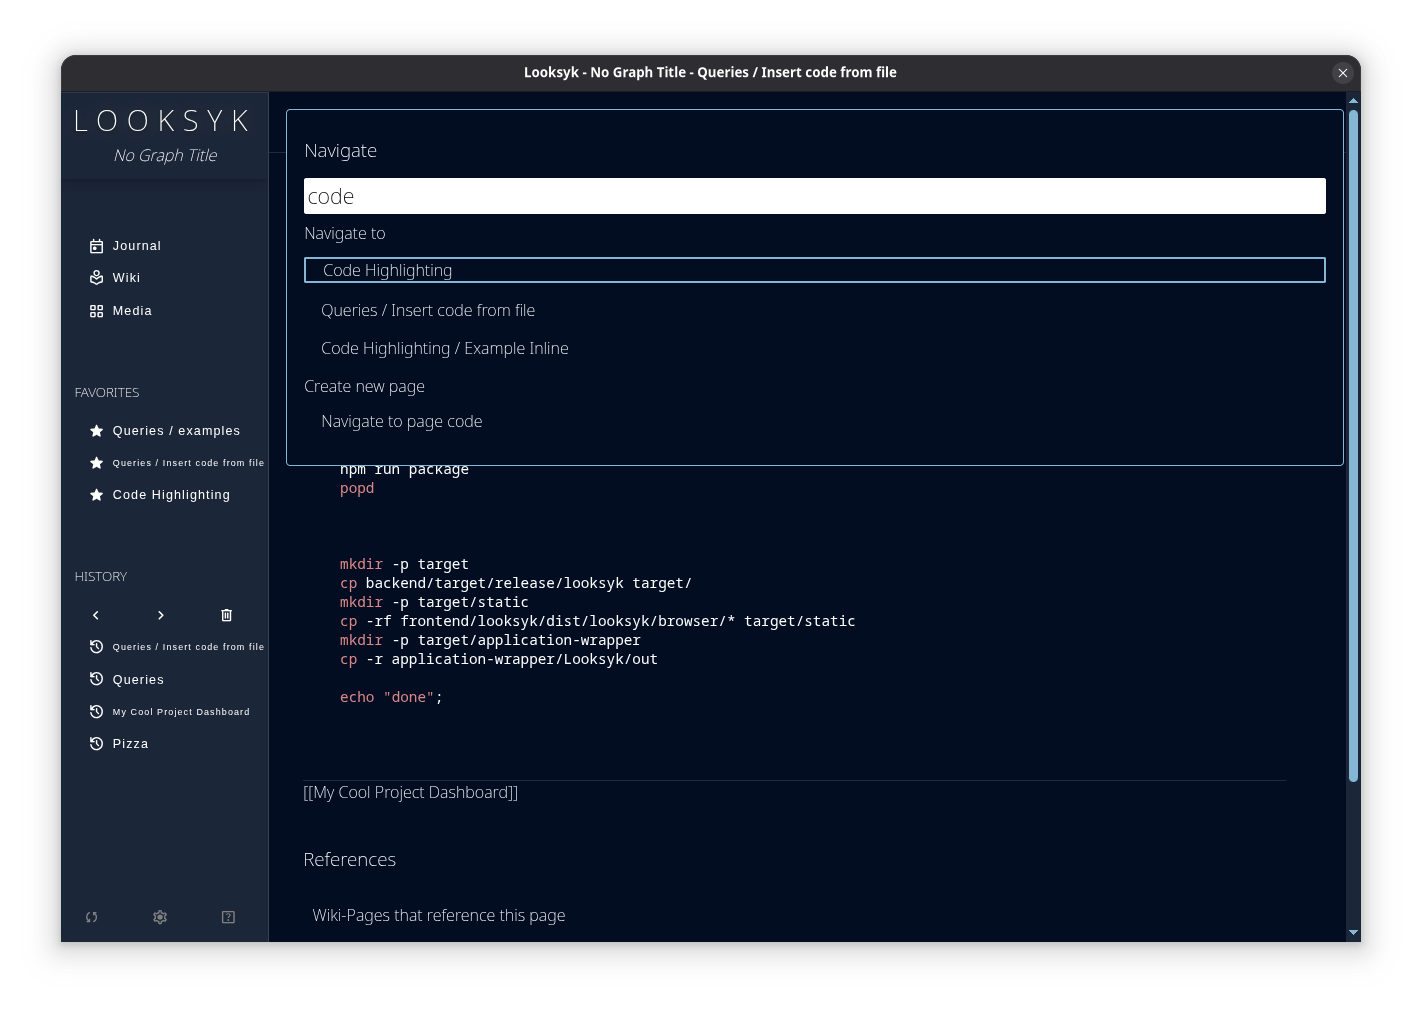 Looksyk - No Graph Title - Queries / Insert code from file
LOOKSYK
No Graph Title
Journal
Wiki
Media
FAVORITES
Queries / examples
Queries / Insert code from file
Code Highlighting
HISTORY
Queries / Insert code from file
Queries
My Cool Project Dashboard
Pizza
Navigate
code
Navigate to
Code Highlighting
Queries / Insert code from file
Code Highlighting / Example Inline
Create new page
Navigate to page code
npm run package
popd
mkdir -p target
cp backend/target/release/looksyk target/
mkdir -p target/static
cp -rf frontend/looksyk/dist/looksyk/browser/* target/static
mkdir -p target/application-wrapper
cp -r application-wrapper/Looksyk/out
echo "done";
[[My Cool Project Dashboard]]
References
Wiki-Pages that reference this page